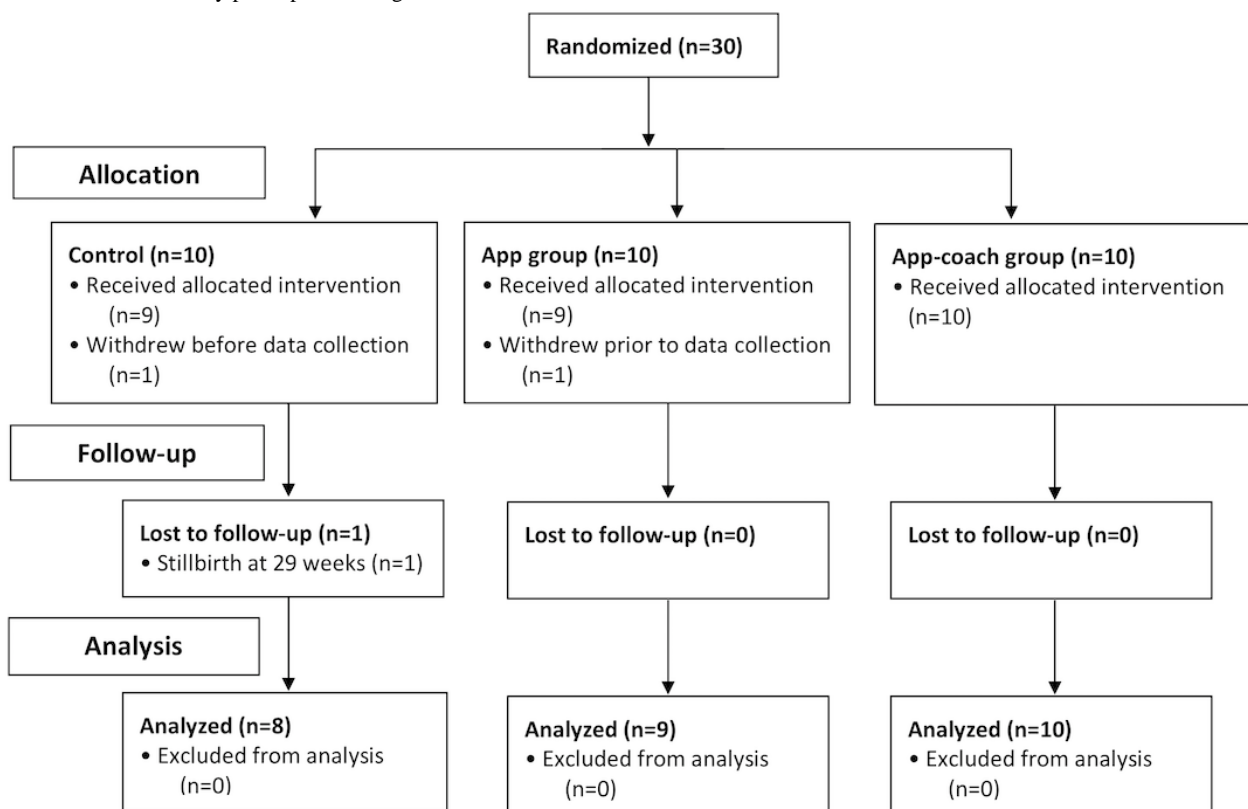 Randomized (n=30)
Allocation
Control (n=10)
• Received allocated intervention
(n=9)
• Withdrew before data collection
(n=1)
App group (n=10)
• Received allocated intervention
(n=9)
• Withdrew prior to data collection
(n=1)
App-coach group (n=10)
• Received allocated intervention
(n=10)
Follow-up
Lost to follow-up (n=1)
• Stillbirth at 29 weeks (n=1)
Lost to follow-up (n=0)
Lost to follow-up (n=0)
Analysis
Analyzed (n=8)
• Excluded from analysis
(n=0)
Analyzed (n=9)
• Excluded from analysis
(n=0)
Analyzed (n=10)
• Excluded from analysis
(n=0)